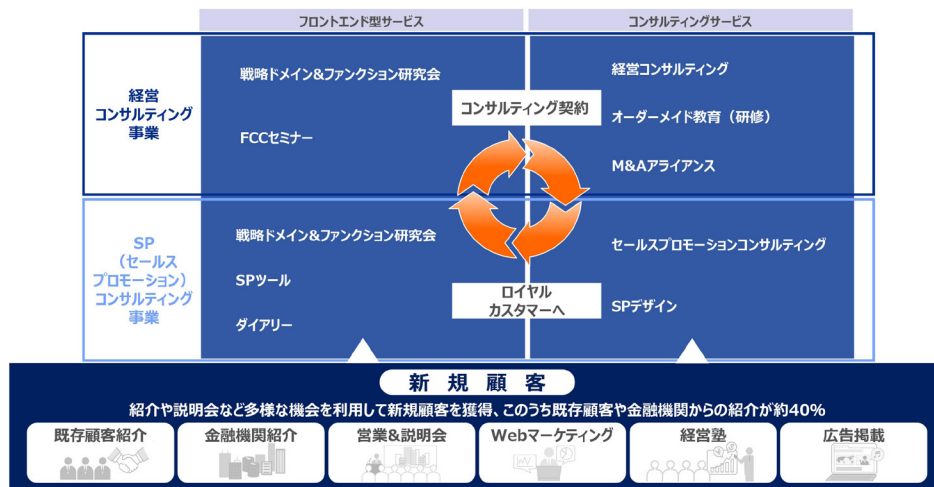 フロントエンド型サービス
コンサルティングサービス
経営
コンサルティング
事業
戦略ドメイン&ファンクション研究会
FCCセミナー
コンサルティング契約
経営コンサルティング
オーダーメイド教育（研修）
M&Aアライアンス
SP
（セールス
プロモーション）
コンサルティング
事業
戦略ドメイン&ファンクション研究会
SPツール
ダイアリー
ロイヤル
カスタマーへ
セールスプロモーションコンサルティング
SPデザイン
新規顧客
紹介や説明会など多様な機会を利用して新規顧客を獲得、このうち既存顧客や金融機関からの紹介が約40%
既存顧客紹介
金融機関紹介
営業&説明会
Webマーケティング
経営塾
広告掲載